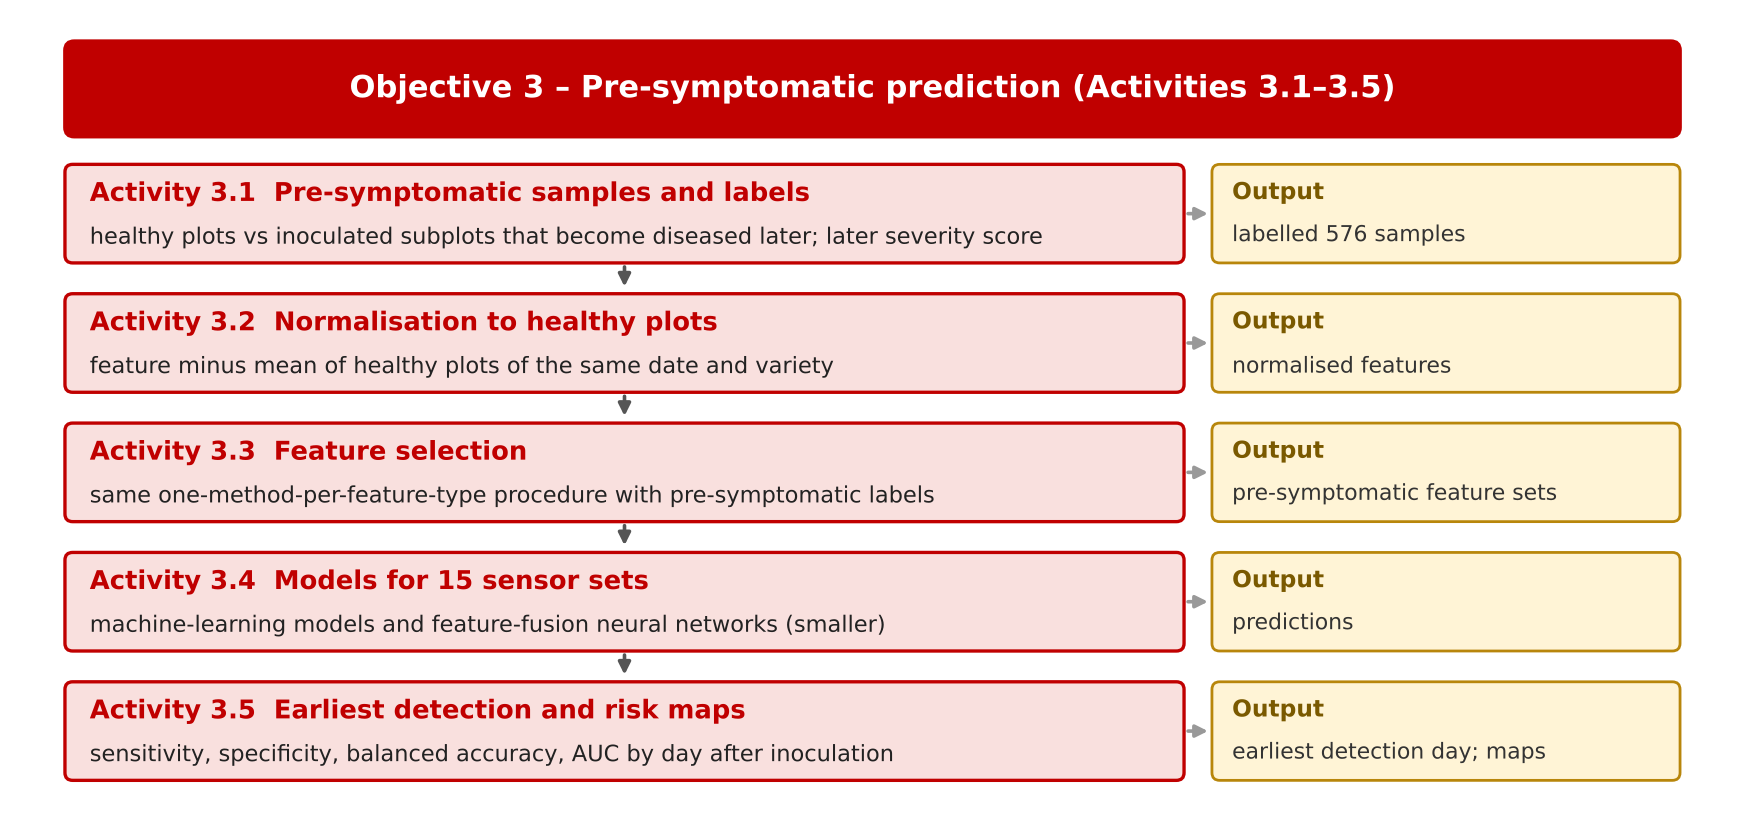 Objective 3 – Pre-symptomatic prediction (Activities 3.1–3.5)
Activity 3.1  Pre-symptomatic samples and labels
healthy plots vs inoculated subplots that become diseased later; later severity score
Output
labelled 576 samples
Activity 3.2  Normalisation to healthy plots
feature minus mean of healthy plots of the same date and variety
Output
normalised features
Activity 3.3  Feature selection
same one-method-per-feature-type procedure with pre-symptomatic labels
Output
pre-symptomatic feature sets
Activity 3.4  Models for 15 sensor sets
machine-learning models and feature-fusion neural networks (smaller)
Output
predictions
Activity 3.5  Earliest detection and risk maps
sensitivity, specificity, balanced accuracy, AUC by day after inoculation
Output
earliest detection day; maps